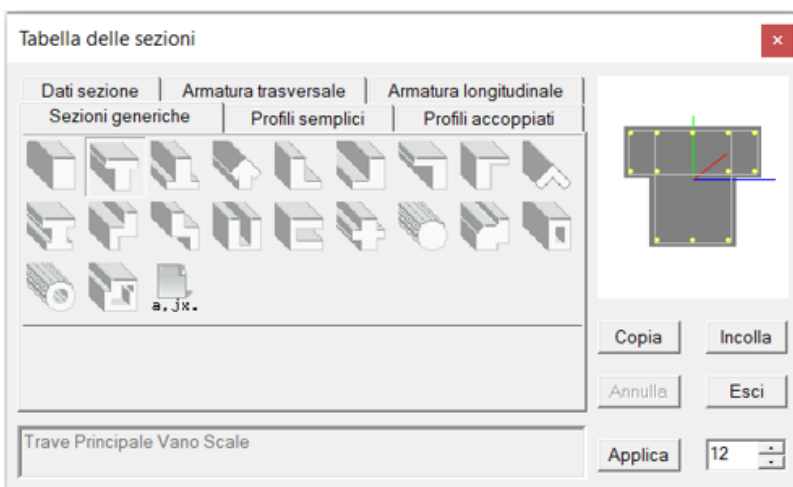 Tabella delle sezioni
Dati sezione
Armatura trasversale
Armatura longitudinale
Sezioni generiche
Profili semplici
Profili accoppiati
a,jx.
Copia
Incolla
Annulla
Esci
Trave Principale Vano Scale
Applica
12